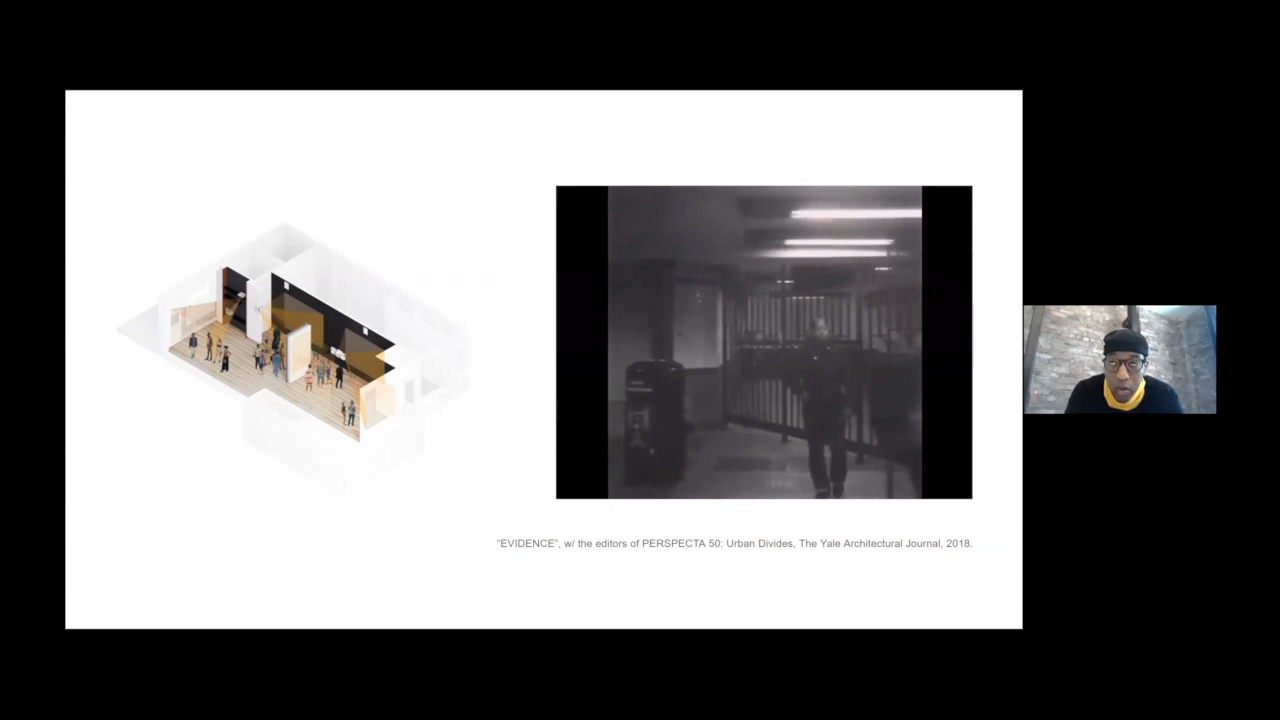 "EVIDENCE", w/ the editors of PERSPECTA 50: Urban Divides, The Yale Architectural Journal, 2018.